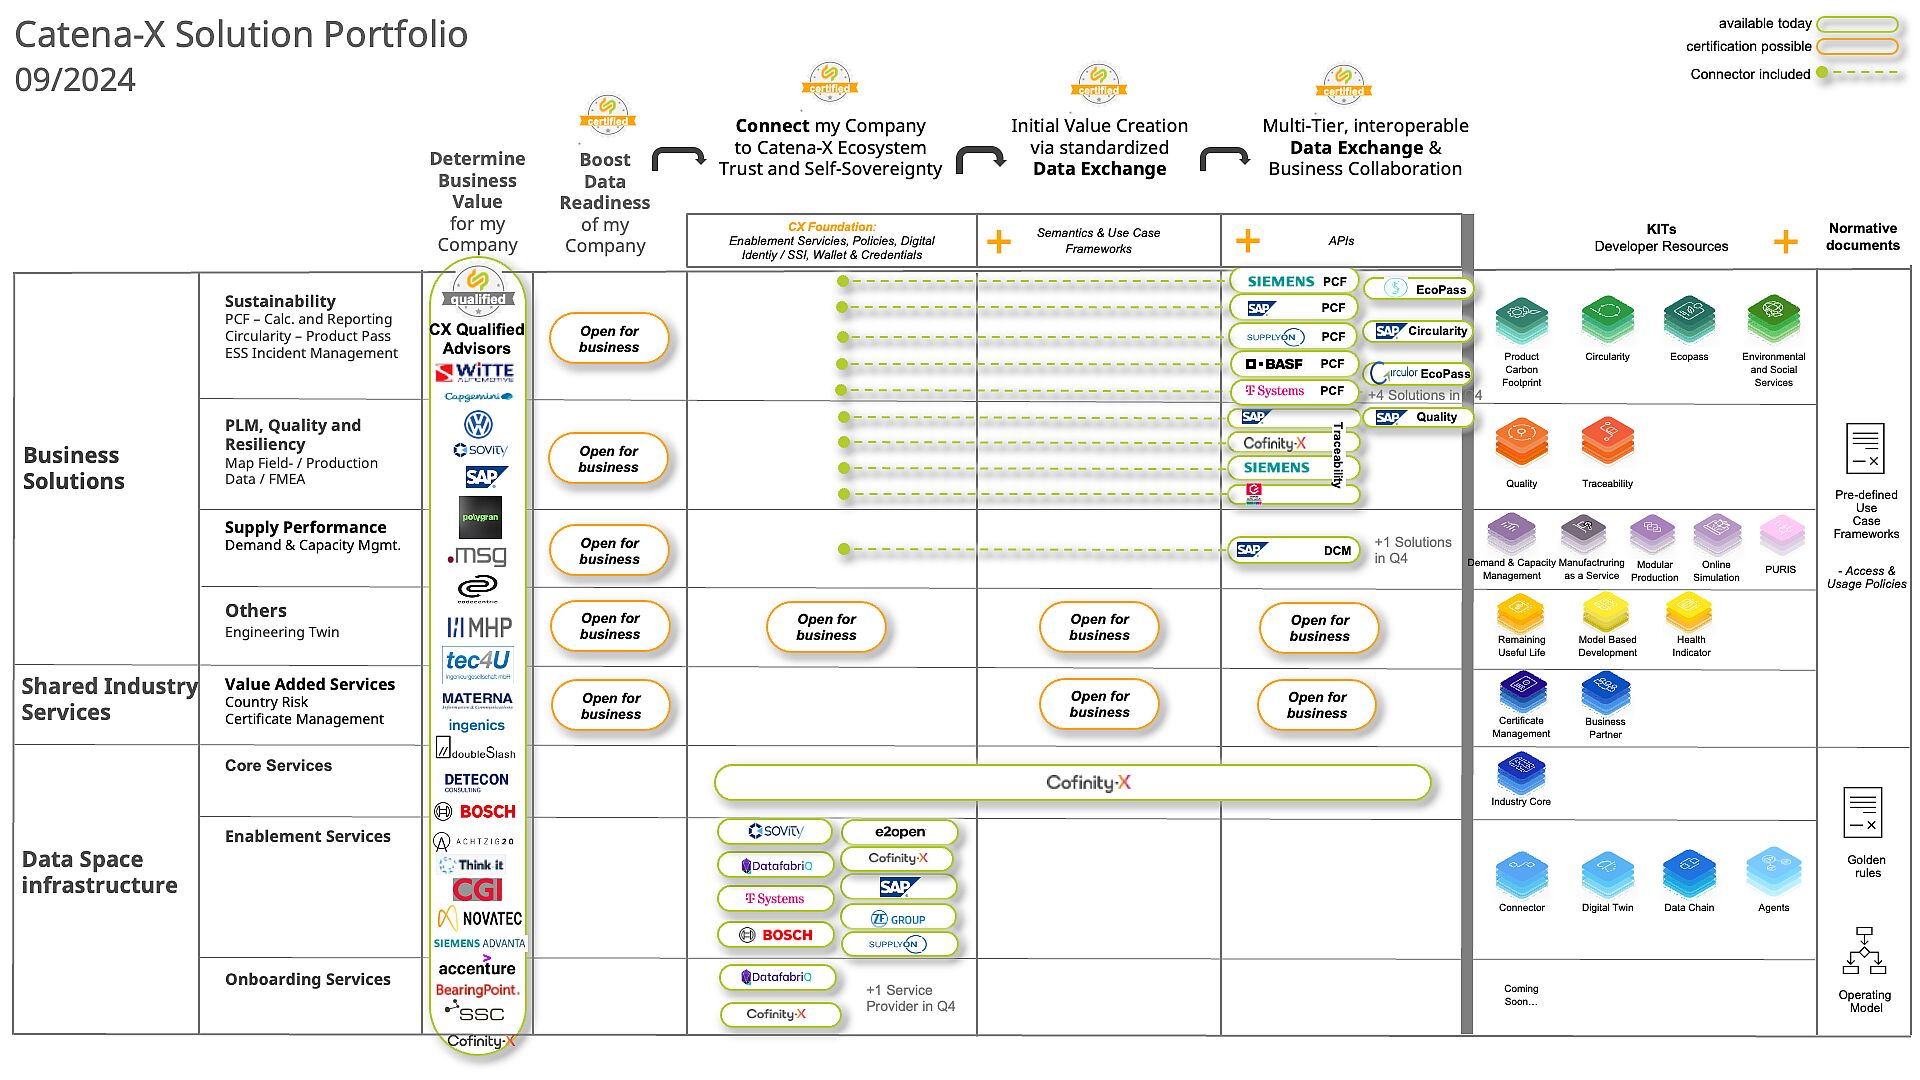 Catena-X Solution Portfolio
09/2024
available today
certification possible
Connector included
certified
certified
certified
certified
Determine
Business
Value
for my
Company
Boost
Data
Readiness
of my
Company
Connect my Company
to Catena-X Ecosystem
Trust and Self-Sovereignty
Initial Value Creation
via standardized
Data Exchange
Multi-Tier, interoperable
Data Exchange &
Business Collaboration
CX Foundation:
Enablement Servicies, Policies, Digital
Identiy / SSI, Wallet & Credentials
+
Semantics & Use Case
Frameworks
+
APIs
KITs
Developer Resources
+
Normative
documents
Business
Solutions
Sustainability
PCF – Calc. and Reporting
Circularity – Product Pass
ESS Incident Management
Open for
business
SIEMENS PCF
SAP PCF
SUPPLYON PCF
BASF PCF
T Systems PCF
EcoPass
SAP Circularity
Circulor EcoPass
+4 Solutions in Q4
Product
Carbon
Footprint
Circularity
Ecopass
Environmental
and Social
Services
PLM, Quality and
Resiliency
Map Field- / Production
Data / FMEA
Open for
business
SAP
Cofinity-X
SIEMENS
Traceability
SAP Quality
Quality
Traceability
Supply Performance
Demand & Capacity Mgmt.
Open for
business
SAP DCM
+1 Solutions
in Q4
Demand & Capacity
Management
Manufactruring
as a Service
Modular
Production
Online
Simulation
PURIS
Others
Engineering Twin
Open for
business
Open for
business
Open for
business
Open for
business
Remaining
Useful Life
Model Based
Development
Health
Indicator
Pre-defined
Use
Case
Frameworks
- Access &
Usage Policies
Shared Industry
Services
Value Added Services
Country Risk
Certificate Management
Open for
business
Open for
business
Open for
business
Certificate
Management
Business
Partner
Data Space
infrastructure
Core Services
Cofinity-X
Industry Core
Enablement Services
sovity
DatafabriQ
T Systems
BOSCH
e2open
Cofinity-X
SAP
ZF GROUP
SUPPLYON
Connector
Digital Twin
Data Chain
Agents
Onboarding Services
DatafabriQ
Cofinity-X
+1 Service
Provider in Q4
Coming
Soon...
Golden
rules
Operating
Model
qualified
CX Qualified
Advisors
WiTTE
AUTOMOTIVE
Capgemini
sovity
SAP
polygran
.msg
codecentric
MHP
tec4U
ingenieurgesellschaft mbH
MATERNA
Information & Communications
ingenics
doubleSlash
DETECON
CONSULTING
BOSCH
ACHTZIG20
Think it
CGI
NOVATEC
SIEMENS ADVANTA
accenture
BearingPoint.
SSC
Cofinity-X